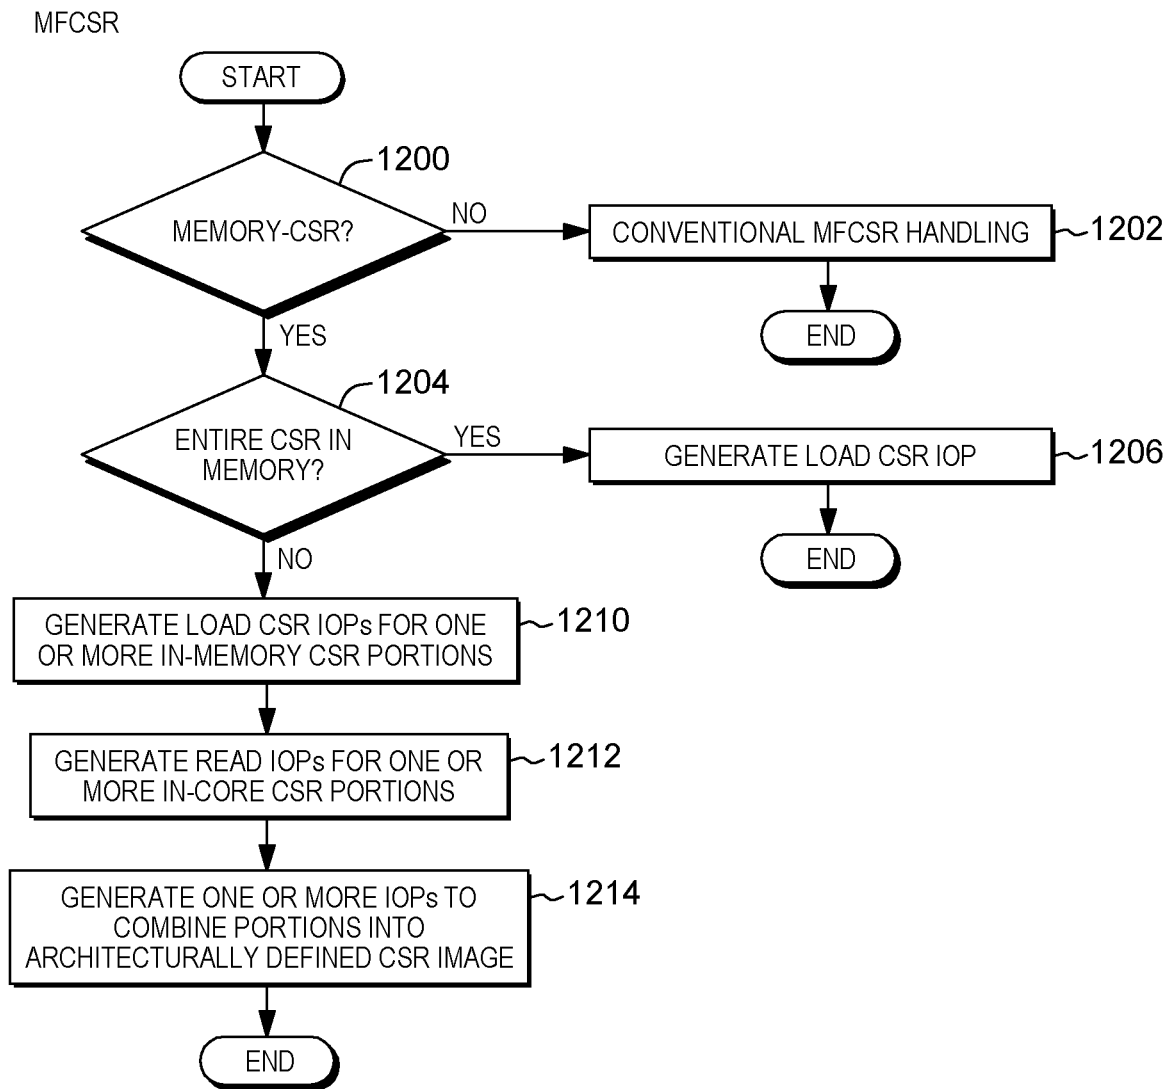 MFCSR
START
1200
MEMORY-CSR?
NO
CONVENTIONAL MFCSR HANDLING
1202
END
YES
1204
ENTIRE CSR IN
MEMORY?
YES
GENERATE LOAD CSR IOP
1206
END
NO
GENERATE LOAD CSR IOPs FOR ONE
OR MORE IN-MEMORY CSR PORTIONS
1210
GENERATE READ IOPs FOR ONE OR
MORE IN-CORE CSR PORTIONS
1212
GENERATE ONE OR MORE IOPs TO
COMBINE PORTIONS INTO
ARCHITECTURALLY DEFINED CSR IMAGE
1214
END